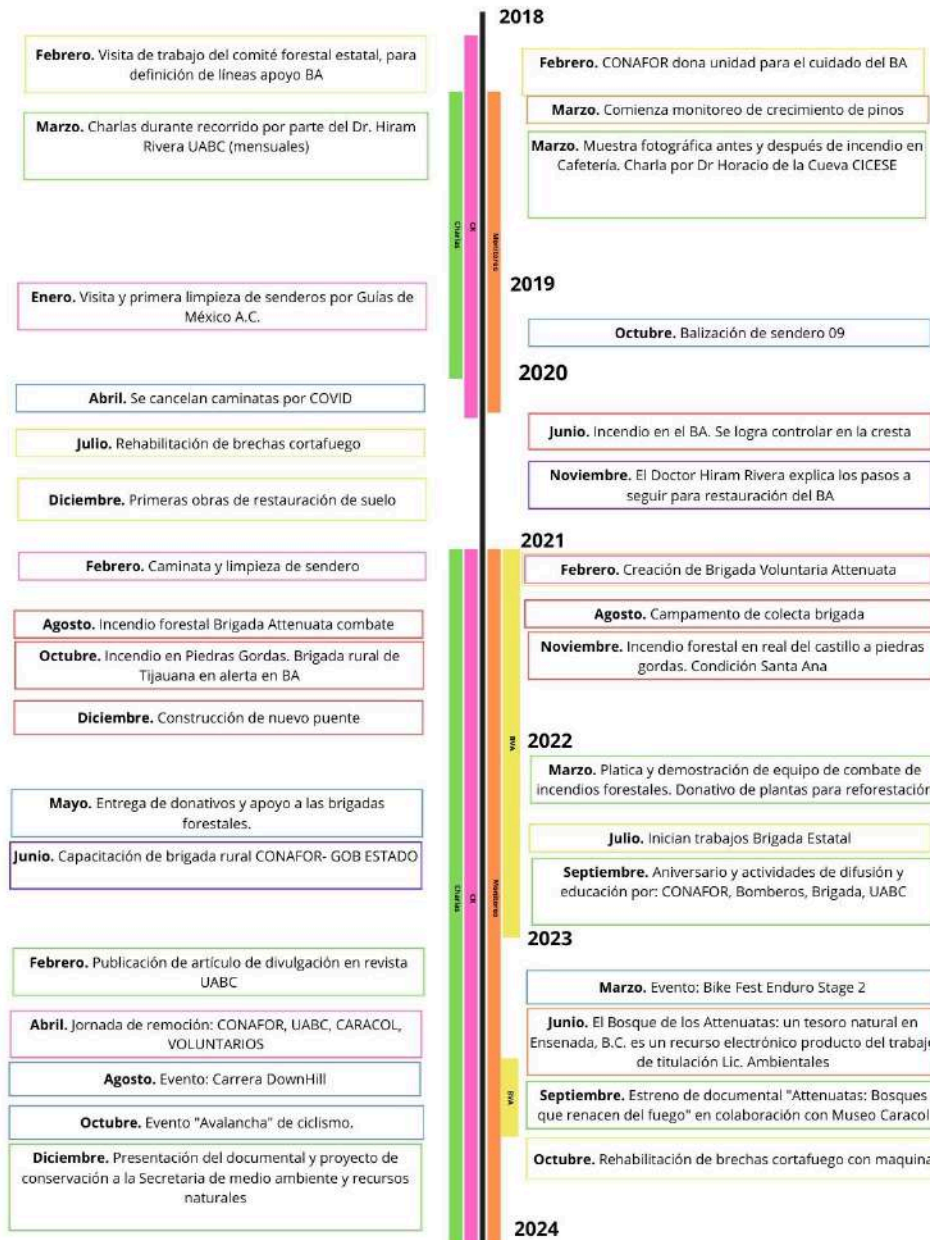 2018
Febrero. Visita de trabajo del comité forestal estatal, para
definición de líneas apoyo BA
Febrero. CONAFOR dona unidad para el cuidado del BA
Marzo. Comienza monitoreo de crecimiento de pinos
Marzo. Charlas durante recorrido por parte del Dr. Hiram
Rivera UABC (mensuales)
Marzo. Muestra fotográfica antes y después de incendio en
Cafetería. Charla por Dr Horacio de la Cueva CICESE
Charlas
CR
Monitoreo
2019
Enero. Visita y primera limpieza de senderos por Guías de
México A.C.
Octubre. Balización de sendero 09
2020
Abril. Se cancelan caminatas por COVID
Junio. Incendio en el BA. Se logra controlar en la cresta
Julio. Rehabilitación de brechas cortafuego
Noviembre. El Doctor Hiram Rivera explica los pasos a
seguir para restauración del BA
Diciembre. Primeras obras de restauración de suelo
2021
Febrero. Caminata y limpieza de sendero
Febrero. Creación de Brigada Voluntaria Attenuata
Agosto. Incendio forestal Brigada Attenuata combate
Agosto. Campamento de colecta brigada
Octubre. Incendio en Piedras Gordas. Brigada rural de
Tijauana en alerta en BA
Noviembre. Incendio forestal en real del castillo a piedras
gordas. Condición Santa Ana
Diciembre. Construcción de nuevo puente
BVA
2022
Marzo. Platica y demostración de equipo de combate de
incendios forestales. Donativo de plantas para reforestación
Mayo. Entrega de donativos y apoyo a las brigadas
forestales.
Junio. Capacitación de brigada rural CONAFOR- GOB ESTADO
Julio. Inician trabajos Brigada Estatal
Septiembre. Aniversario y actividades de difusión y
educación por: CONAFOR, Bomberos, Brigada, UABC
Charlas
CR
Monitoreo
2023
Febrero. Publicación de artículo de divulgación en revista
UABC
Marzo. Evento: Bike Fest Enduro Stage 2
Abril. Jornada de remoción: CONAFOR, UABC, CARACOL,
VOLUNTARIOS
Junio. El Bosque de los Attenuatas: un tesoro natural en
Ensenada, B.C. es un recurso electrónico producto del trabajo
de titulación Lic. Ambientales
Agosto. Evento: Carrera DownHill
BVA
Septiembre. Estreno de documental "Attenuatas: Bosques
que renacen del fuego" en colaboración con Museo Caracol
Octubre. Evento "Avalancha" de ciclismo.
Octubre. Rehabilitación de brechas cortafuego con maquina
Diciembre. Presentación del documental y proyecto de
conservación a la Secretaria de medio ambiente y recursos
naturales
2024